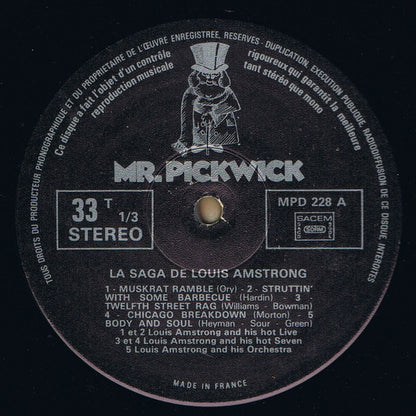 TOUS DROITS DU PRODUCTEUR PHONOGRAPHIQUE ET DU PROPRIETAIRE DE L'ŒUVRE ENREGISTREE, RESERVES - DUPLICATION, EXECUTION PUBLIQUE, RADIODIFFUSION DE CE DISQUE INTERDITES
Ce disque a fait l'objet d'un contrôle
reproduction musicale
rigoureux qui garantit la meilleure
tant stéréo que mono
MR. PICKWICK
33 T 1/3
STEREO
MPD 228 A
SACEM
LA SAGA DE LOUIS AMSTRONG
1 - MUSKRAT RAMBLE (Ory) - 2 - STRUTTIN'
WITH SOME BARBECUE (Hardin) - 3 -
TWELFTH STREET RAG (Williams - Bowman)
4 - CHICAGO BREAKDOWN (Morton) - 5
BODY AND SOUL (Heyman - Sour - Green)
1 et 2 Louis Amstrong and his hot Live
3 et 4 Louis Amstrong and his hot Seven
5 Louis Amstrong and his Orchestra
MADE IN FRANCE